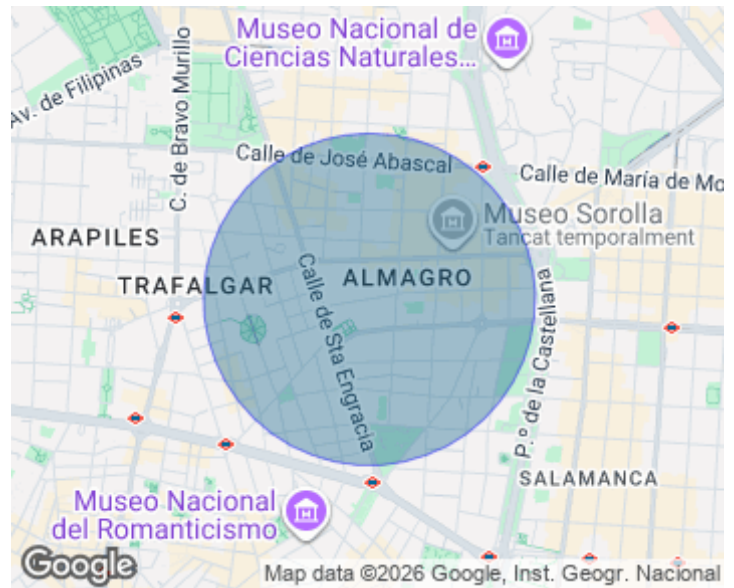 Museo Nacional de
Ciencias Naturales...
Av. de Filipinas
C. de Bravo Murillo
Calle de José Abascal
Calle de María de Mo
Museo Sorolla
Tancat temporalment
ARAPILES
TRAFALGAR
ALMAGRO
Calle de Sta Engracia
P.º de la Castellana
SALAMANCA
Museo Nacional
del Romanticismo
Google
Map data ©2026 Google, Inst. Geogr. Nacional